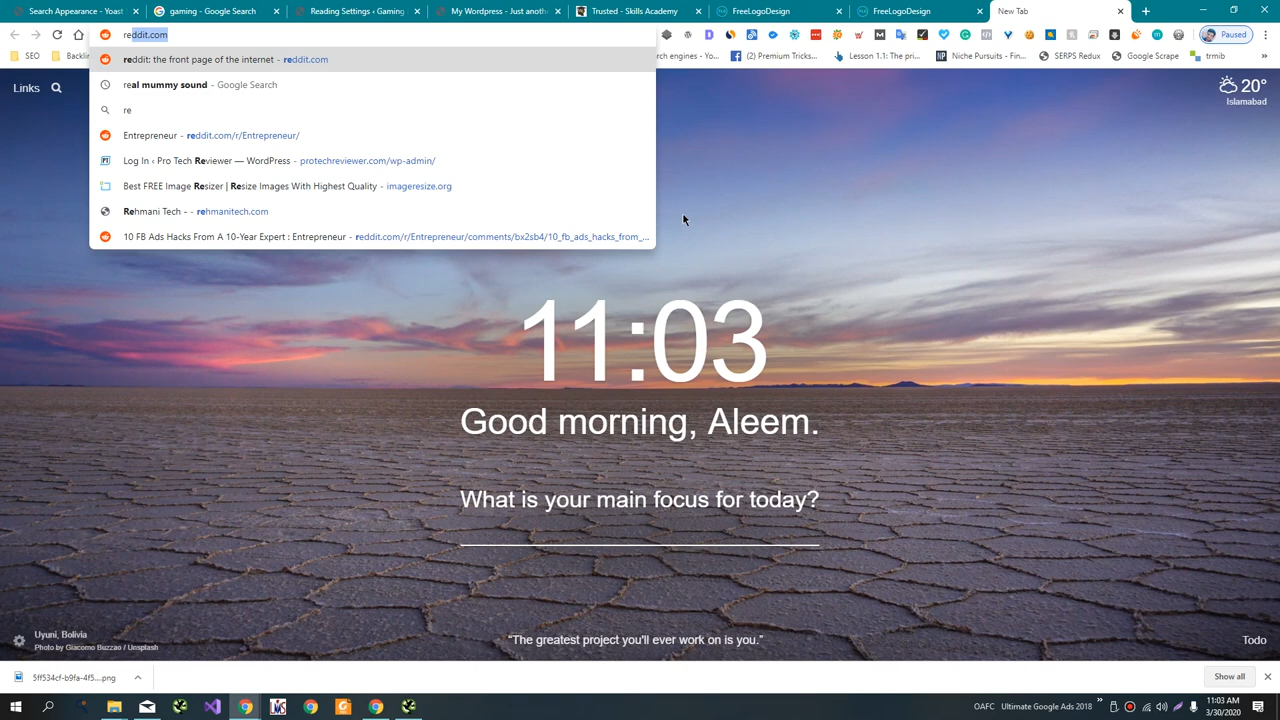 Search Appearance - Yoast
gaming - Google Search
Reading Settings ‹ Gaming
My Wordpress - Just anoth
Trusted - Skills Academy
FreeLogoDesign
FreeLogoDesign
New Tab
reddit.com
Paused
SEO
Backlin
rch engines - Yo...
(2) Premium Tricks...
Lesson 1.1: The pri...
Niche Pursuits - Fin...
SERPS Redux
Google Scrape
trmib
»
reddit: the front page of the internet - reddit.com
real mummy sound - Google Search
re
Entrepreneur - reddit.com/r/Entrepreneur/
Log In ‹ Pro Tech Reviewer — WordPress - protechreviewer.com/wp-admin/
Best FREE Image Resizer | Resize Images With Highest Quality - imageresize.org
Rehmani Tech - - rehmanitech.com
10 FB Ads Hacks From A 10-Year Expert : Entrepreneur - reddit.com/r/Entrepreneur/comments/bx2sb4/10_fb_ads_hacks_from_...
Links
20°
Islamabad
11:03
Good morning, Aleem.
What is your main focus for today?
Uyuni, Bolivia
Photo by Giacomo Buzzao / Unsplash
“The greatest project you'll ever work on is you.”
Todo
5ff534cf-b9fa-4f5....png
Show all
OAFC
Ultimate Google Ads 2018
»
11:03 AM
3/30/2020